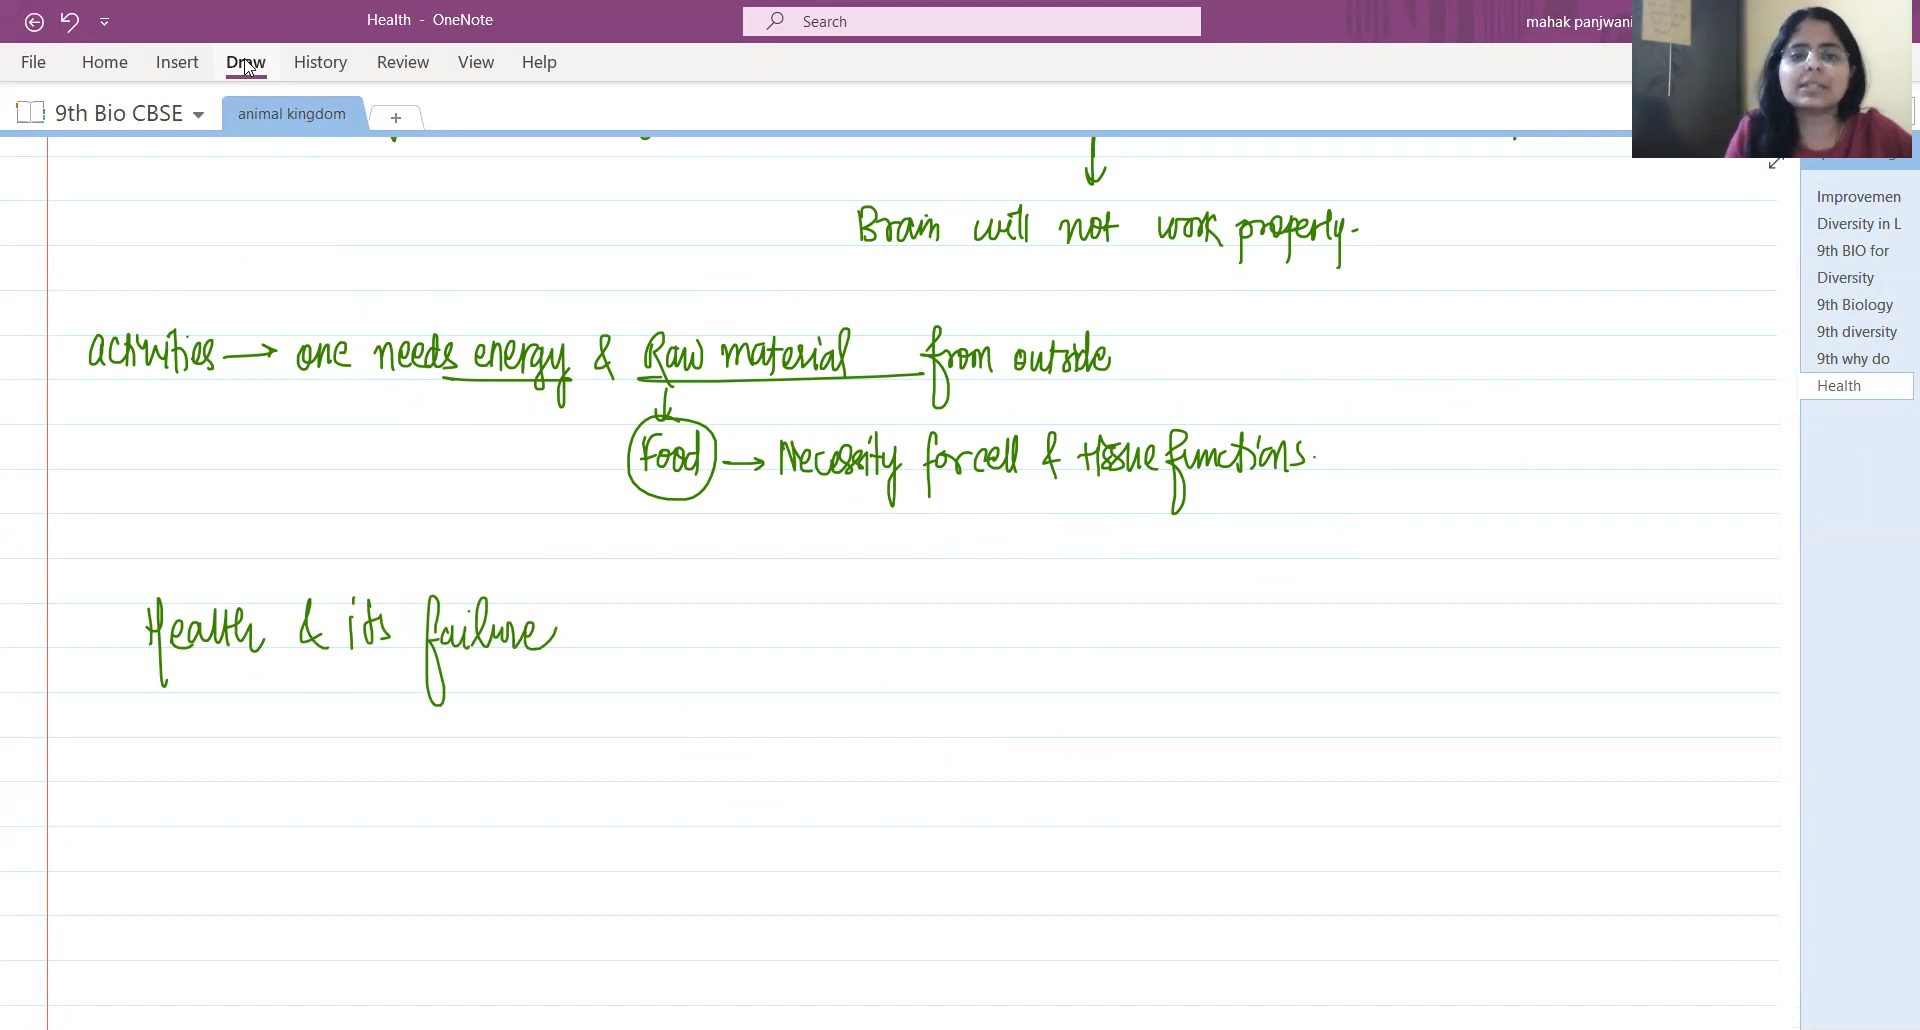 Health - OneNote
Search
mahak panjwani
File Home Insert Draw History Review View Help
9th Bio CBSE
animal kingdom
+
Brain will not work properly.
activities → one needs energy & Raw material from outside
Food → Necessity for cell & tissue functions.
Health & its failure
Improvemen
Diversity in L
9th BIO for
Diversity
9th Biology
9th diversity
9th why do
Health